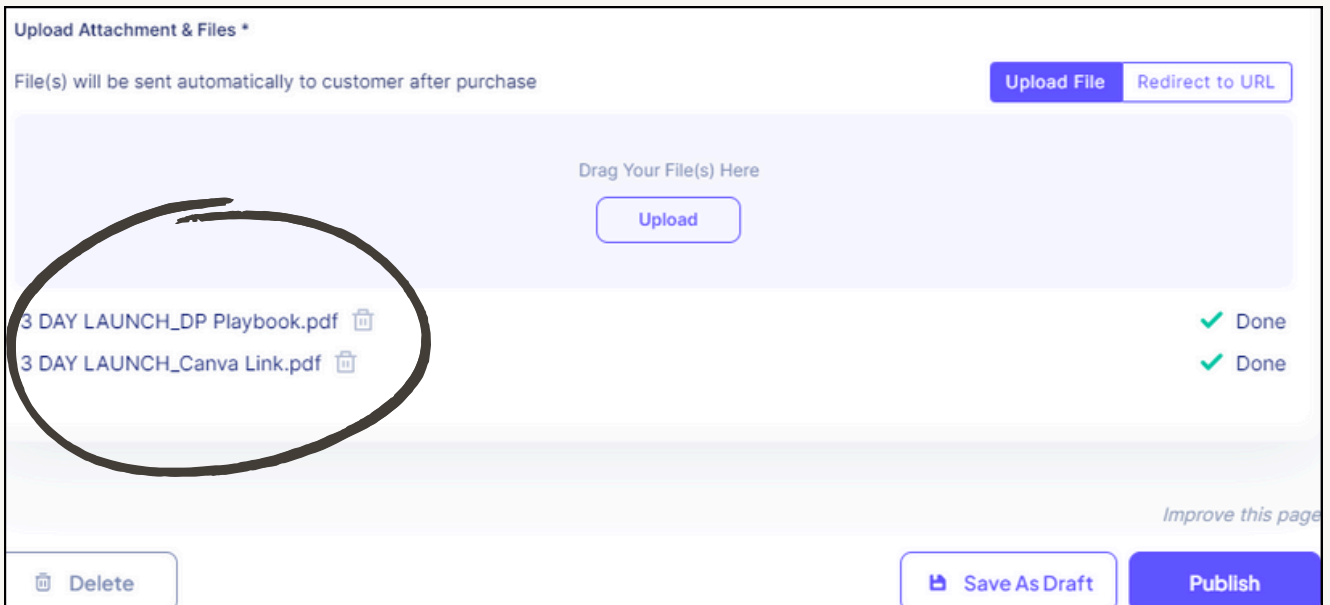 Upload Attachment & Files *
File(s) will be sent automatically to customer after purchase
Upload File
Redirect to URL
Drag Your File(s) Here
Upload
3 DAY LAUNCH_DP Playbook.pdf
Done
3 DAY LAUNCH_Canva Link.pdf
Done
Improve this page
Delete
Save As Draft
Publish